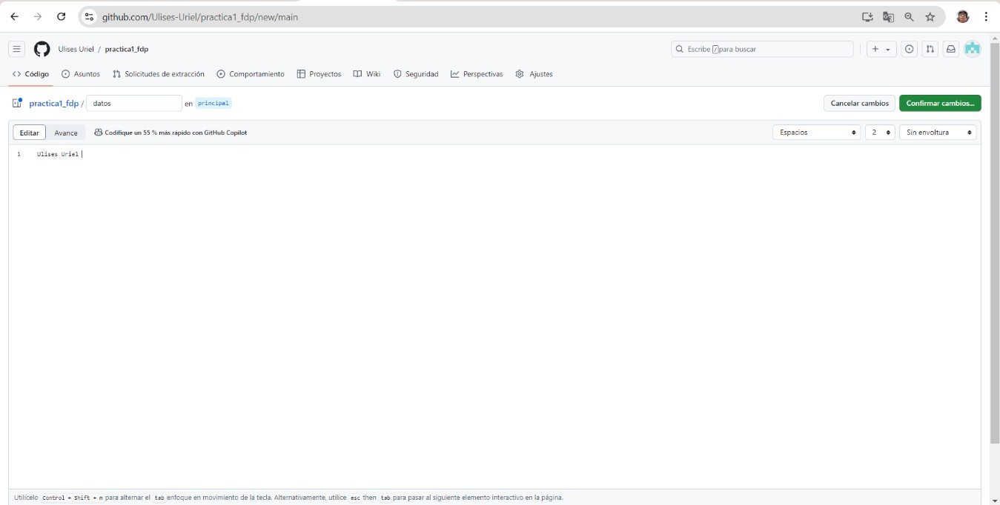 github.com/Ulises-Uriel/practica1_fdp/new/main
Ulises Uriel / practica1_fdp
Escribe / para buscar
Código Asuntos Solicitudes de extracción Comportamiento Proyectos Wiki Seguridad Perspectivas Ajustes
practica1_fdp / datos en principal Cancelar cambios Confirmar cambios...
Editar Avance Codifique un 55 % más rápido con GitHub Copilot Espacios 2 Sin envoltura
1 Ulises Uriel
Utilícelo Control + Shift + m para alternar el tab enfoque en movimiento de la tecla. Alternativamente, utilice esc then tab para pasar al siguiente elemento interactivo en la página.